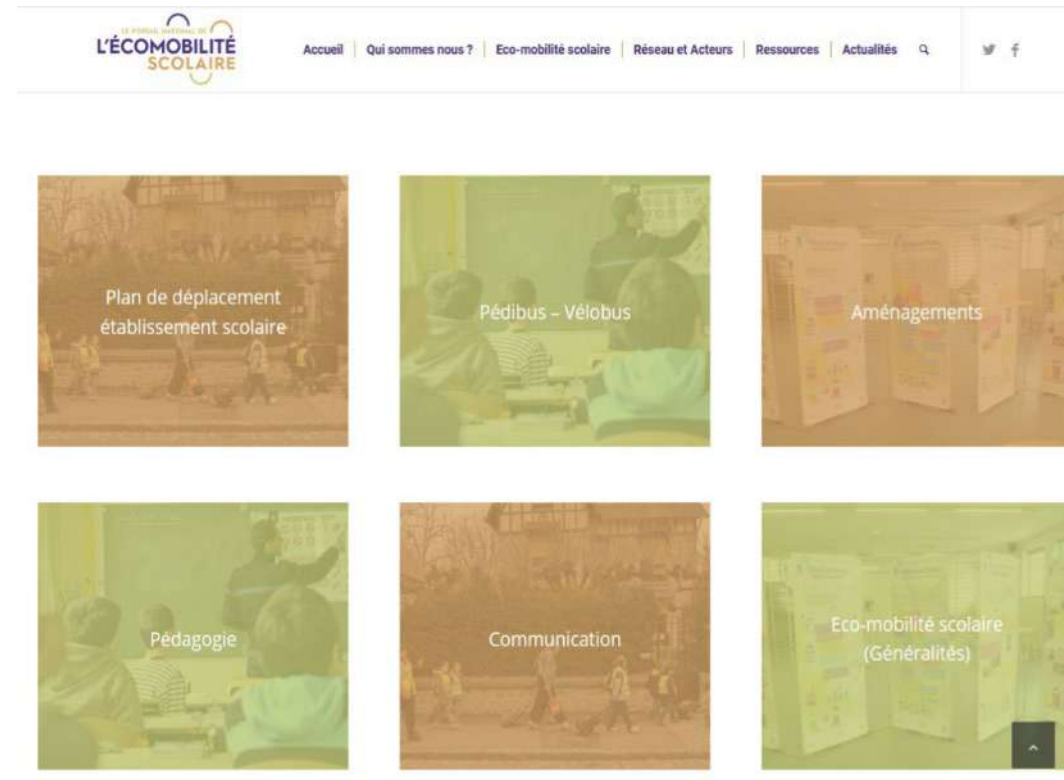 LE PORTAIL NATIONAL DE
L'ÉCOMOBILITÉ
SCOLAIRE
Accueil
Qui sommes nous ?
Eco-mobilité scolaire
Réseau et Acteurs
Ressources
Actualités
Plan de déplacement
établissement scolaire
Pédibus – Vélobus
Aménagements
Pédagogie
Communication
Eco-mobilité scolaire
(Généralités)